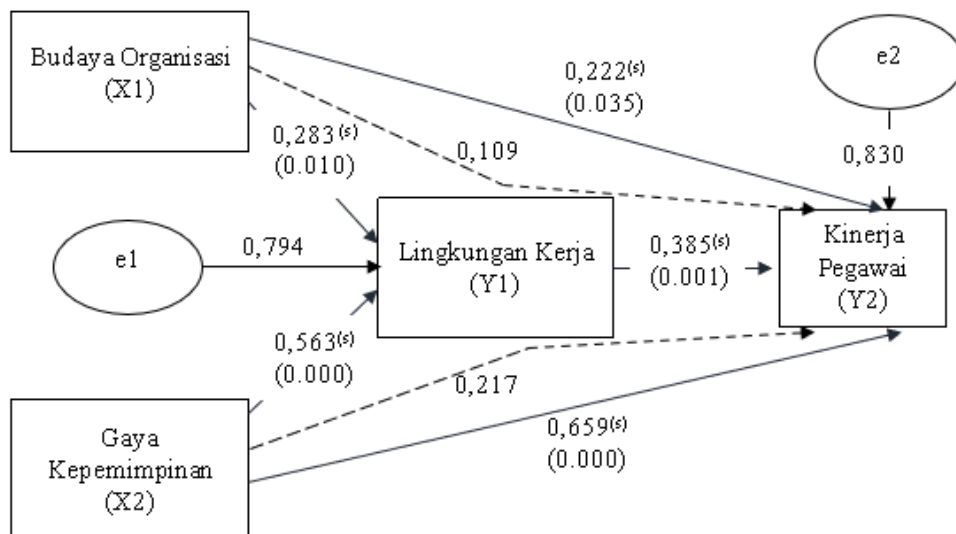 Budaya Organisasi
(X1)
e2
0,222(s)
(0.035)
0,283(s)
(0.010)
0,109
0,830
e1
0,794
Lingkungan Kerja
(Y1)
0,385(s)
(0.001)
Kinerja
Pegawai
(Y2)
0,563(s)
(0.000)
0,217
Gaya
Kepemimpinan
(X2)
0,659(s)
(0.000)